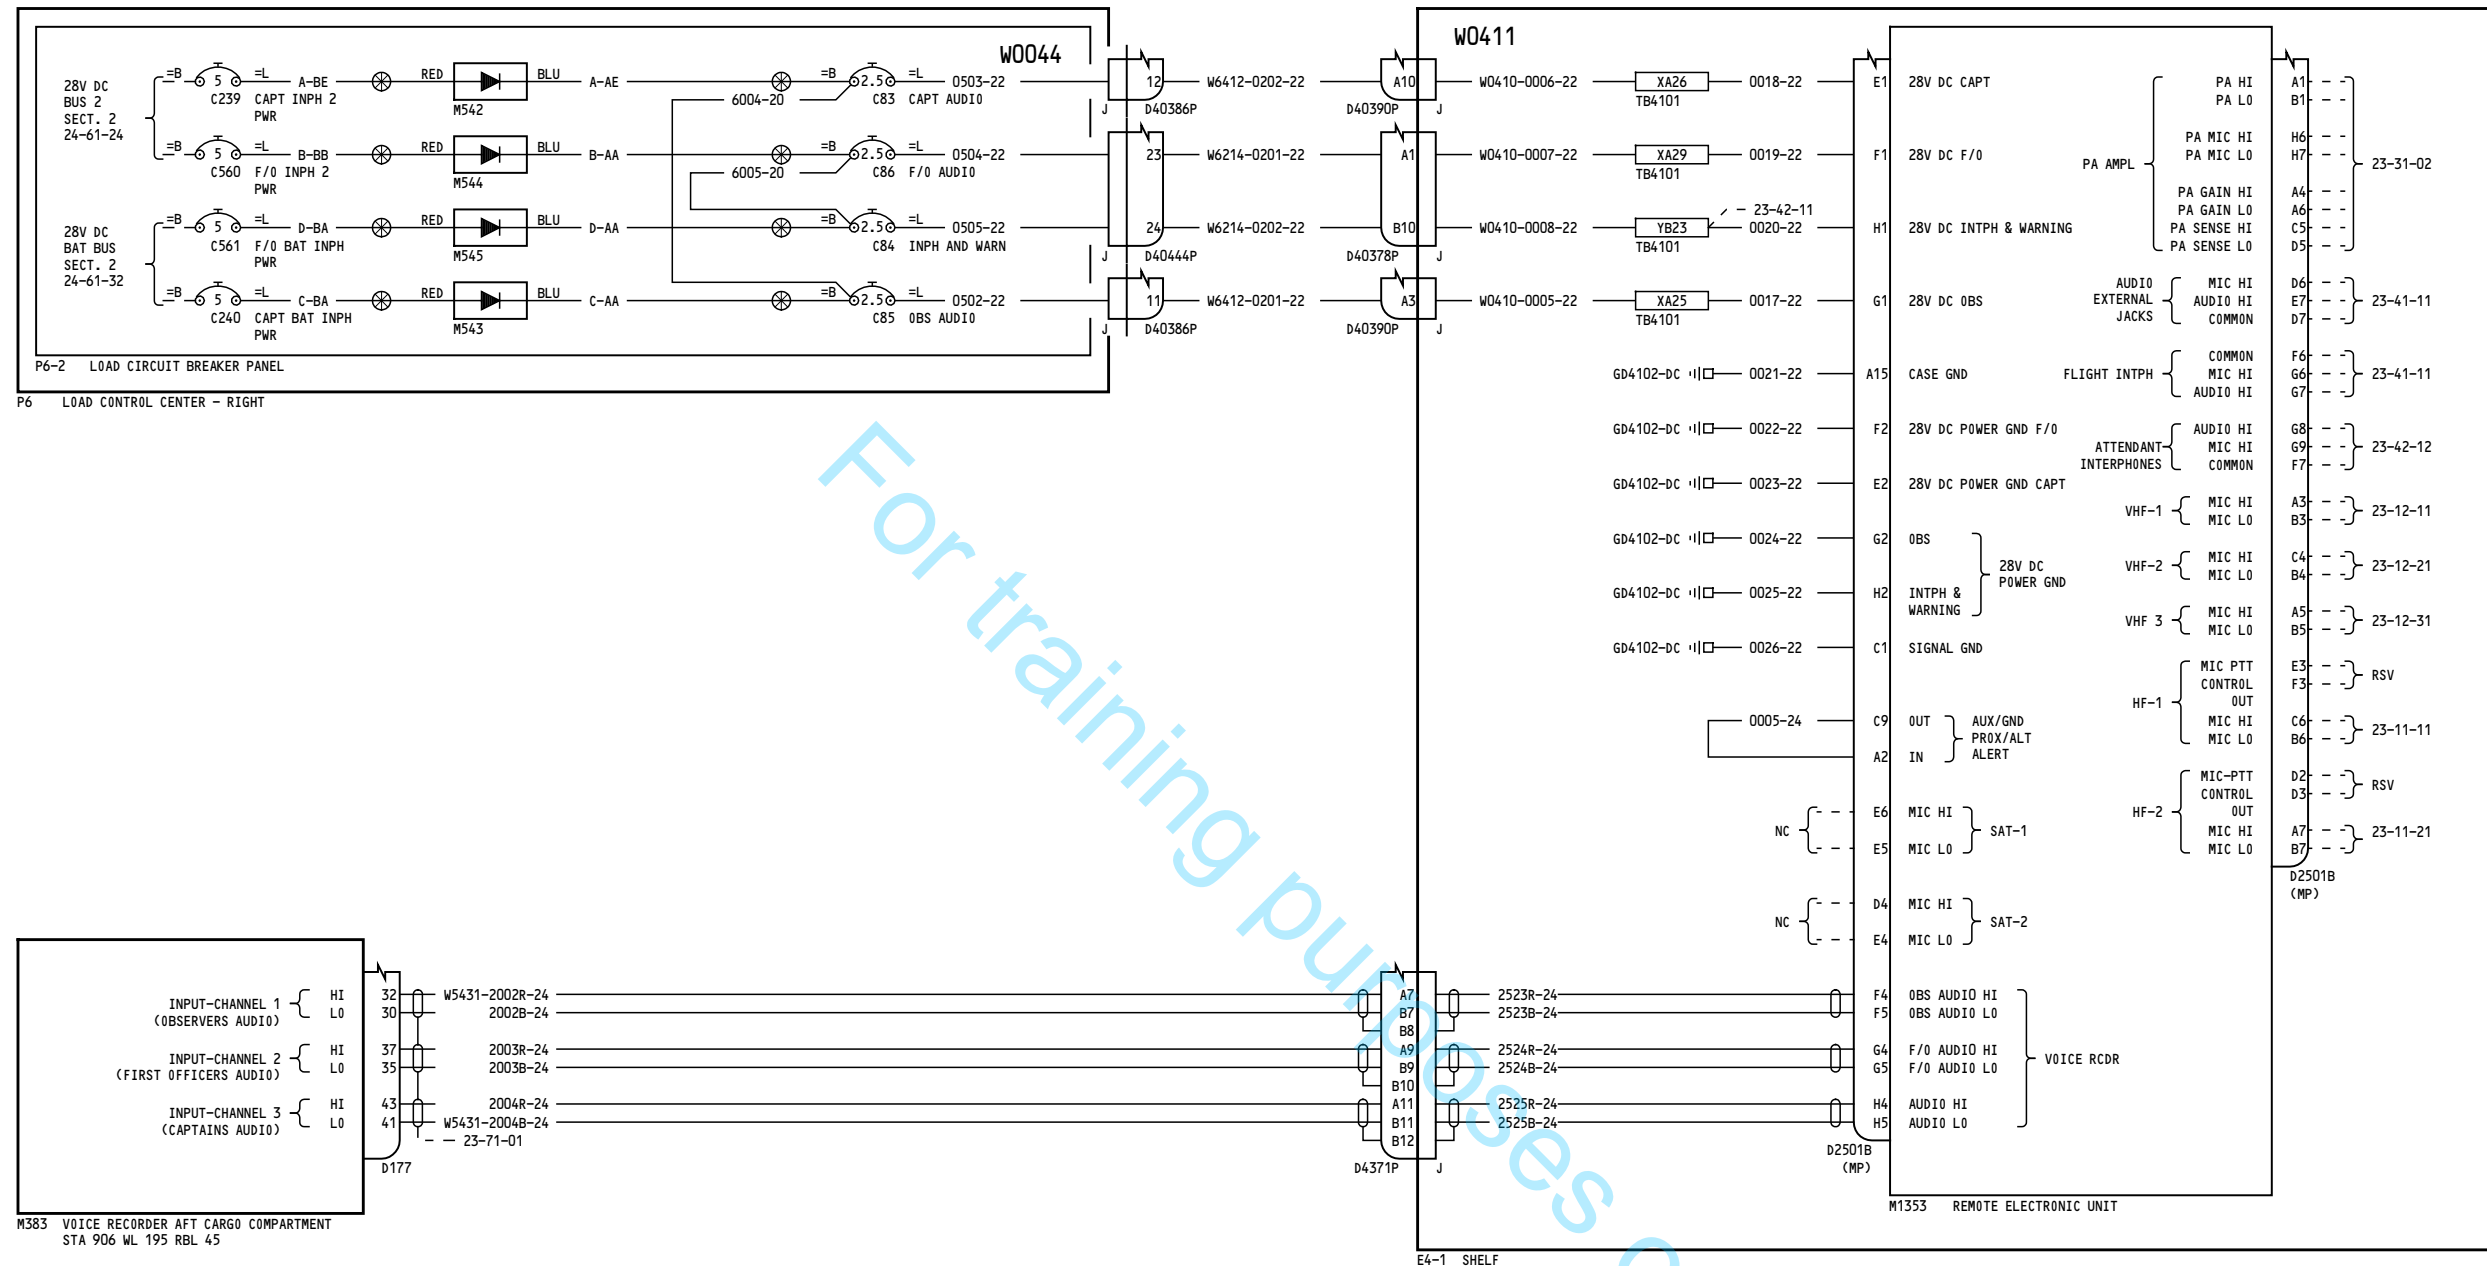 W0044
28V DC
BUS 2
SECT. 2
24-61-24
=B 5 =L A-BE RED BLU A-AE =B 2.5 =L 0503-22 12 W6412-0202-22 A10
C239 CAPT INPH 2
PWR
M542
6004-20
C83 CAPT AUDIO
J D40386P
D40390P J
=B 5 =L B-BB RED BLU B-AA =B 2.5 =L 0504-22 23 W6214-0201-22 A1
C560 F/O INPH 2
PWR
M544
6005-20
C86 F/O AUDIO
28V DC
BAT BUS
SECT. 2
24-61-32
=B 5 =L D-BA RED BLU D-AA =B 2.5 =L 0505-22 24 W6214-0202-22 B10
C561 F/O BAT INPH
PWR
M545
C84 INPH AND WARN
J D40444P
D40378P J
=B 5 =L C-BA RED BLU C-AA =B 2.5 =L 0502-22 11 W6412-0201-22 A3
C240 CAPT BAT INPH
PWR
M543
C85 OBS AUDIO
J D40386P
D40390P J
P6-2 LOAD CIRCUIT BREAKER PANEL
P6 LOAD CONTROL CENTER - RIGHT
W0411
W0410-0006-22 XA26 0018-22 E1 28V DC CAPT
TB4101
W0410-0007-22 XA29 0019-22 F1 28V DC F/O
TB4101
23-42-11
W0410-0008-22 YB23 0020-22 H1 28V DC INTPH & WARNING
TB4101
W0410-0005-22 XA25 0017-22 G1 28V DC OBS
TB4101
GD4102-DC 0021-22 A15 CASE GND
GD4102-DC 0022-22 F2 28V DC POWER GND F/O
GD4102-DC 0023-22 E2 28V DC POWER GND CAPT
GD4102-DC 0024-22 G2 OBS
28V DC
POWER GND
GD4102-DC 0025-22 H2 INTPH &
WARNING
GD4102-DC 0026-22 C1 SIGNAL GND
0005-24 C9 OUT
A2 IN
AUX/GND
PROX/ALT
ALERT
NC
E6 MIC HI
E5 MIC LO
SAT-1
NC
D4 MIC HI
E4 MIC LO
SAT-2
PA AMPL
PA HI A1
PA LO B1
PA MIC HI H6
PA MIC LO H7
PA GAIN HI A4
PA GAIN LO A6
PA SENSE HI C5
PA SENSE LO D5
23-31-02
AUDIO
EXTERNAL
JACKS
MIC HI D6
AUDIO HI E7
COMMON D7
23-41-11
FLIGHT INTPH
COMMON F6
MIC HI G6
AUDIO HI G7
23-41-11
ATTENDANT
INTERPHONES
AUDIO HI G8
MIC HI G9
COMMON F7
23-42-12
VHF-1
MIC HI A3
MIC LO B3
23-12-11
VHF-2
MIC HI C4
MIC LO B4
23-12-21
VHF 3
MIC HI A5
MIC LO B5
23-12-31
HF-1
MIC PTT E3
CONTROL F3
OUT
RSV
MIC HI C6
MIC LO B6
23-11-11
HF-2
MIC-PTT D2
CONTROL D3
OUT
RSV
MIC HI A7
MIC LO B7
23-11-21
D2501B
(MP)
INPUT-CHANNEL 1
(OBSERVERS AUDIO)
HI 32 W5431-2002R-24 A7 2523R-24 F4 OBS AUDIO HI
LO 30 2002B-24 B7 2523B-24 F5 OBS AUDIO LO
B8
INPUT-CHANNEL 2
(FIRST OFFICERS AUDIO)
HI 37 2003R-24 A9 2524R-24 G4 F/O AUDIO HI
LO 35 2003B-24 B9 2524B-24 G5 F/O AUDIO LO
B10
VOICE RCDR
INPUT-CHANNEL 3
(CAPTAINS AUDIO)
HI 43 2004R-24 A11 2525R-24 H4 AUDIO HI
LO 41 W5431-2004B-24 B11 2525B-24 H5 AUDIO LO
B12
23-71-01
D177
D4371P J
D2501B
(MP)
M383 VOICE RECORDER AFT CARGO COMPARTMENT
STA 906 WL 195 RBL 45
M1353 REMOTE ELECTRONIC UNIT
E4-1 SHELF
For training purposes